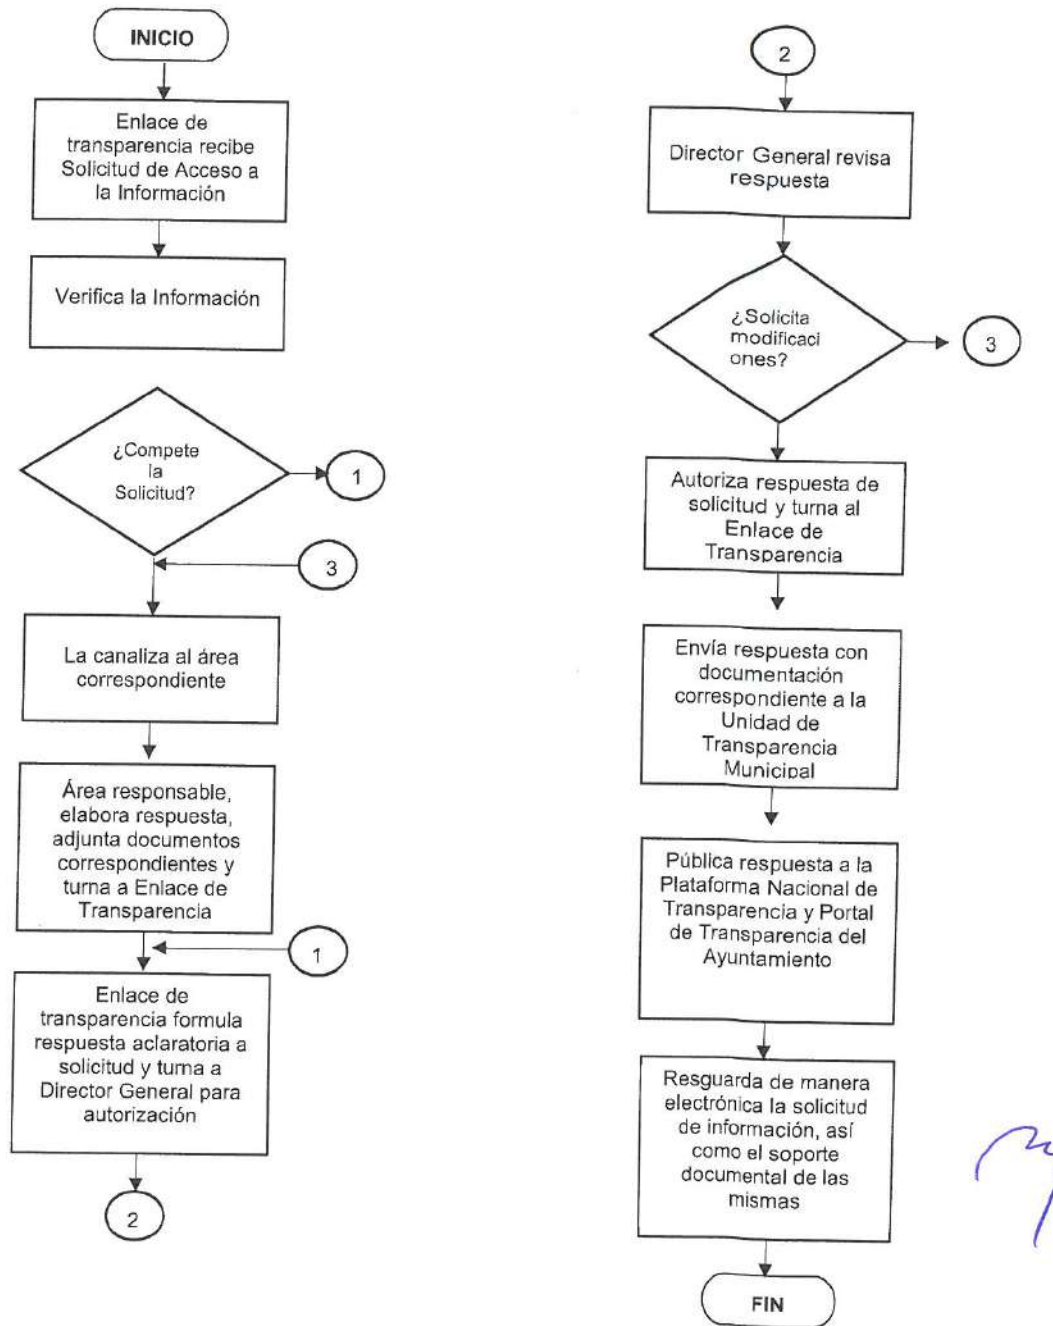 INICIO
Enlace de
transparencia recibe
Solicitud de Acceso a
la Información
Verifica la Información
¿Compete
la
Solicitud?
1
3
La canaliza al área
correspondiente
Área responsable,
elabora respuesta,
adjunta documentos
correspondientes y
turna a Enlace de
Transparencia
1
Enlace de
transparencia formula
respuesta aclaratoria a
solicitud y turna a
Director General para
autorización
2
2
Director General revisa
respuesta
¿Solicita
modificaci
ones?
3
Autoriza respuesta de
solicitud y turna al
Enlace de
Transparencia
Envía respuesta con
documentación
correspondiente a la
Unidad de
Transparencia
Municipal
Pública respuesta a la
Plataforma Nacional de
Transparencia y Portal
de Transparencia del
Ayuntamiento
Resguarda de manera
electrónica la solicitud
de información, así
como el soporte
documental de las
mismas
FIN